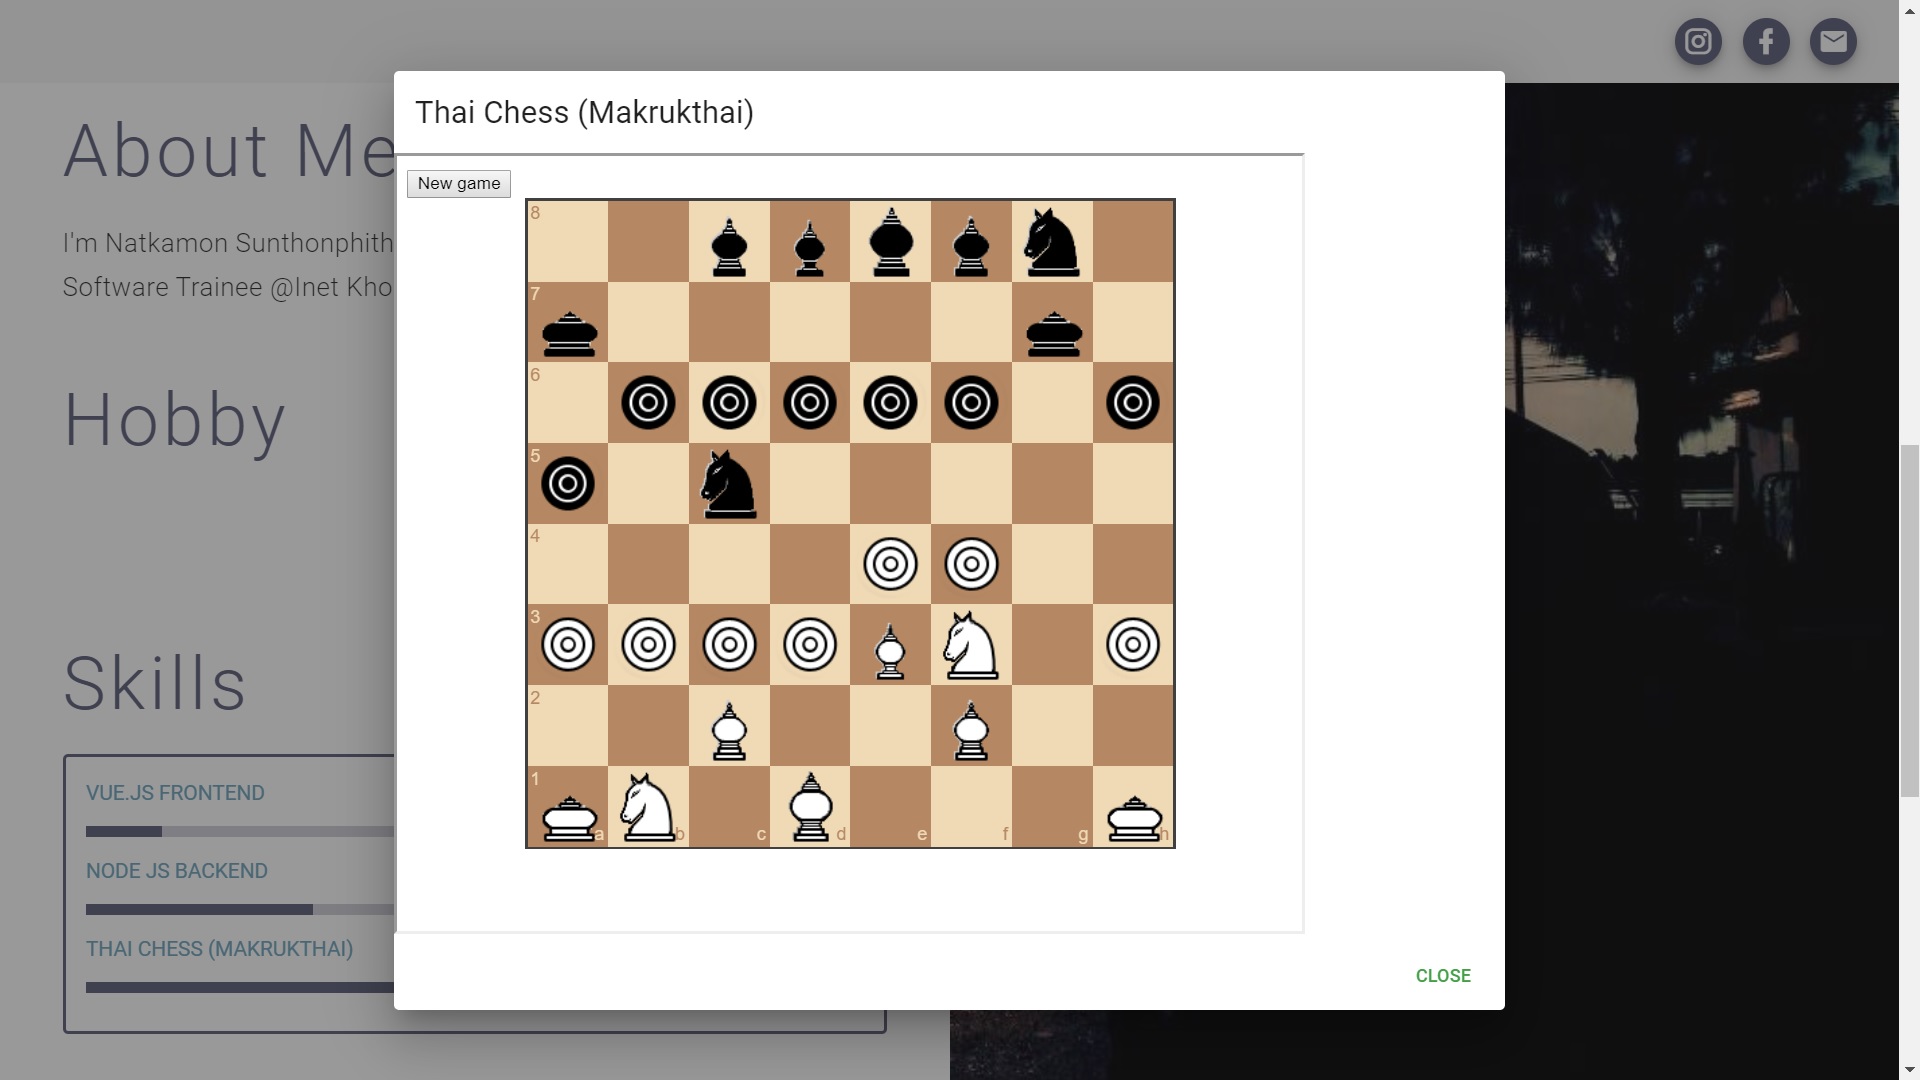 Thai Chess (Makrukthai)
New game
About Me
I'm Natkamon Sunthonphith
Software Trainee @Inet Kho
Hobby
Skills
VUE.JS FRONTEND
NODE JS BACKEND
THAI CHESS (MAKRUKTHAI)
8
7
6
5
4
3
2
1
a b c d e f g h
CLOSE